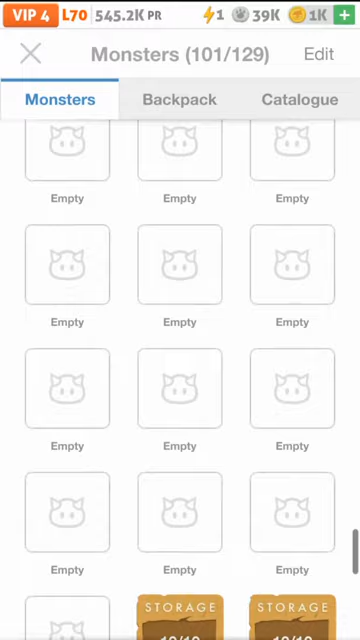 VIP 4 L70 545.2K PR 1 39K 1K
Monsters (101/129) Edit
Monsters Backpack Catalogue
Empty Empty Empty
Empty Empty Empty
Empty Empty Empty
Empty Empty Empty
STORAGE STORAGE